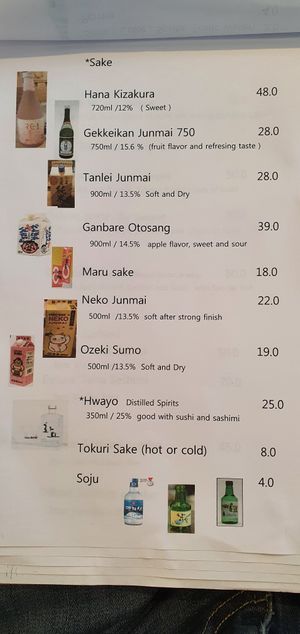 *Sake
Hana Kizakura 48.0
720ml /12% ( Sweet )
Gekkeikan Junmai 750 28.0
750ml / 15.6 % (fruit flavor and refresing taste )
Tanlei Junmai 28.0
900ml / 13.5% Soft and Dry
Ganbare Otosang 39.0
900ml / 14.5% apple flavor, sweet and sour
Maru sake 18.0
Neko Junmai 22.0
500ml /13.5% soft after strong finish
Ozeki Sumo 19.0
500ml /13.5% Soft and Dry
*Hwayo Distilled Spirits 25.0
350ml / 25% good with sushi and sashimi
Tokuri Sake (hot or cold) 8.0
Soju 4.0